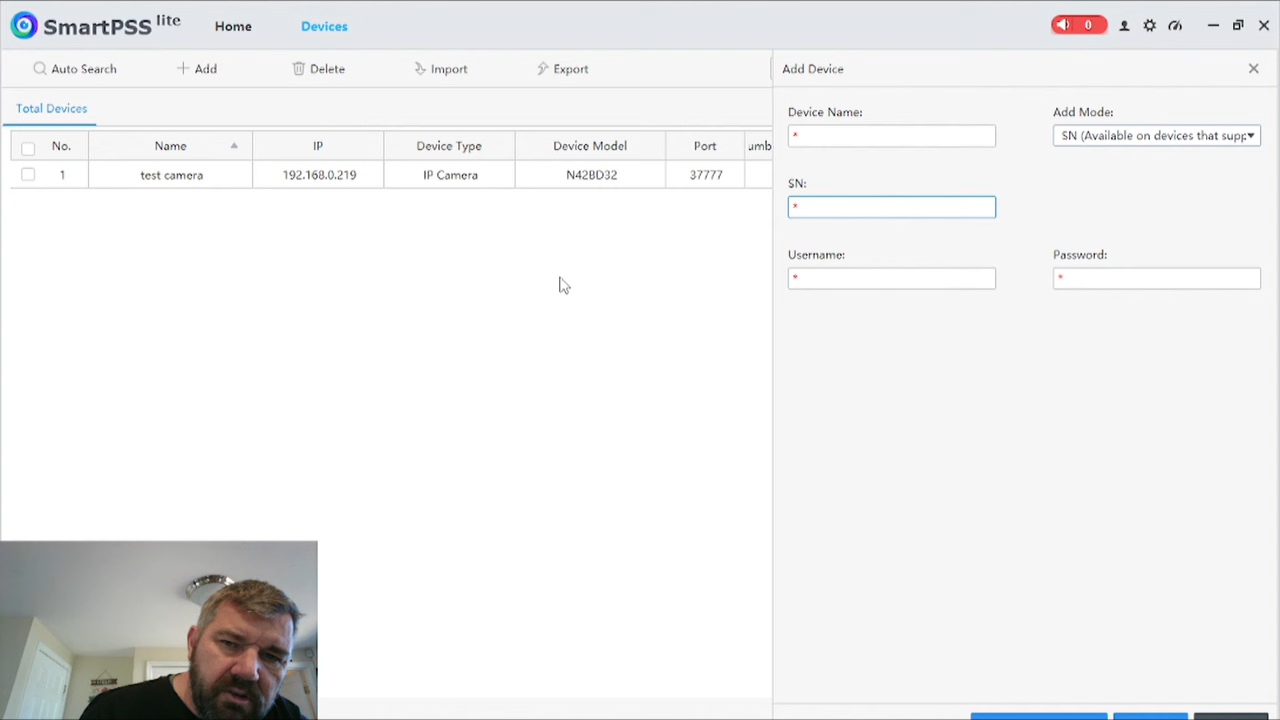 SmartPSS lite
Home
Devices
0
Auto Search
Add
Delete
Import
Export
Add Device
Total Devices
No. Name IP Device Type Device Model Port umb
1 test camera 192.168.0.219 IP Camera N42BD32 37777
Device Name:
*
Add Mode:
SN (Available on devices that supp
SN:
*
Username:
*
Password:
*